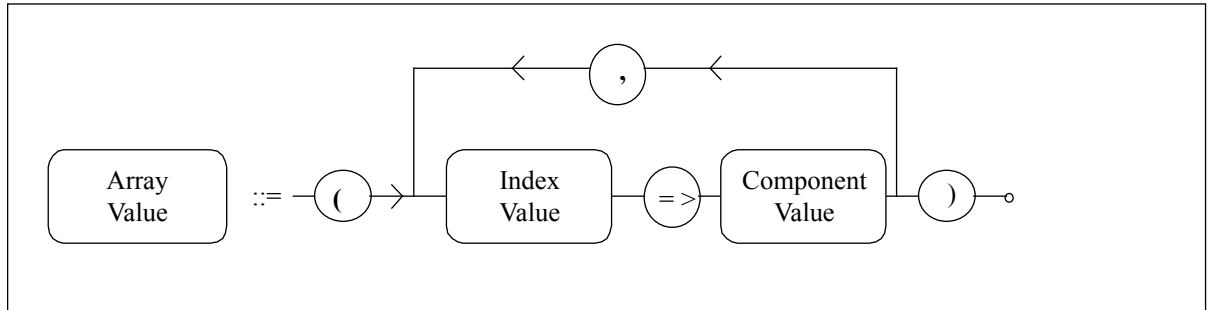 ,
Array
Value
::=
(
Index
Value
= >
Component
Value
)